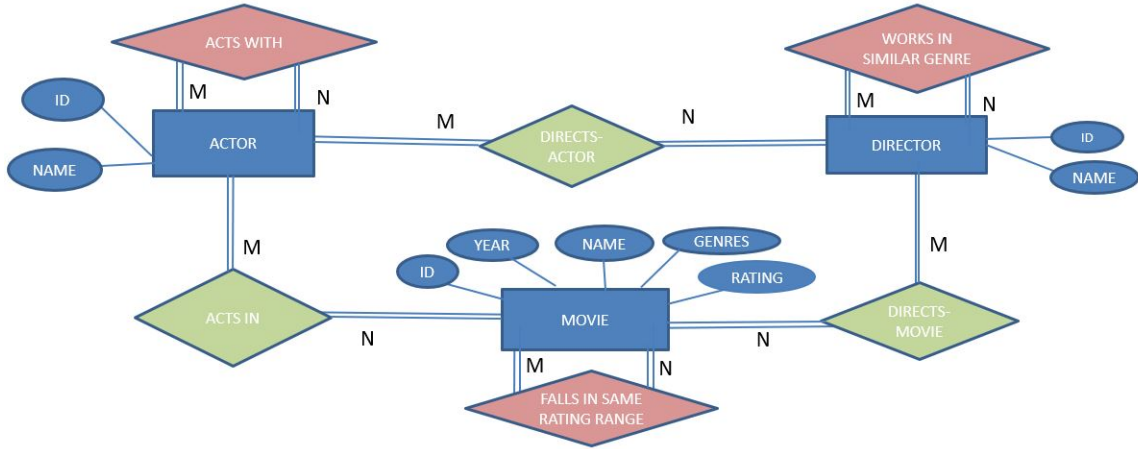 ACTS WITH
M
N
ID
NAME
ACTOR
M
DIRECTS-
ACTOR
N
WORKS IN
SIMILAR GENRE
M
N
DIRECTOR
ID
NAME
M
ACTS IN
N
ID
YEAR
NAME
GENRES
RATING
MOVIE
M
N
FALLS IN SAME
RATING RANGE
N
M
DIRECTS-
MOVIE